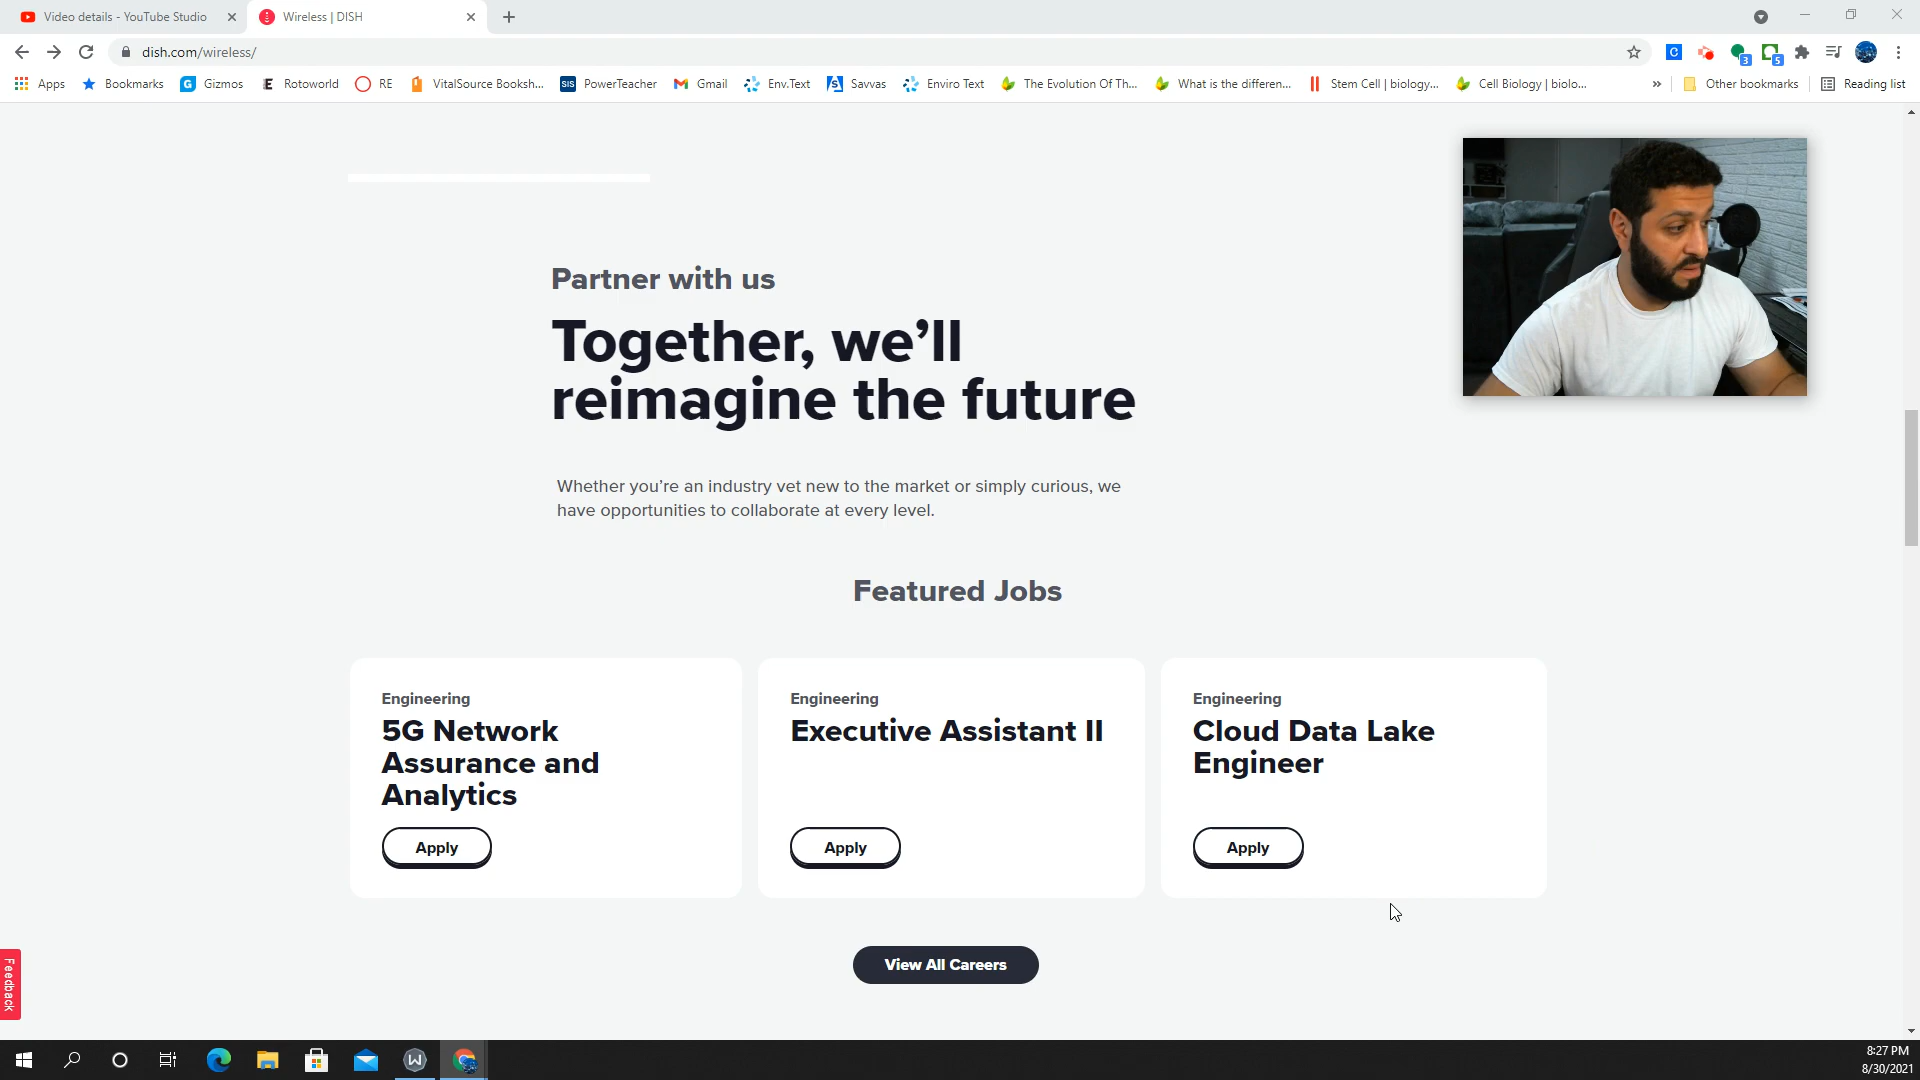 Video details - YouTube Studio
Wireless | DISH
dish.com/wireless/
3
5
Apps
Bookmarks
G Gizmos
E Rotoworld
RE
VitalSource Booksh...
SIS PowerTeacher
Gmail
Env.Text
Savvas
Enviro Text
The Evolution Of Th...
What is the differen...
Stem Cell | biology...
Cell Biology | biolo...
»
Other bookmarks
Reading list
Partner with us
Together, we’ll
reimagine the future
Whether you’re an industry vet new to the market or simply curious, we
have opportunities to collaborate at every level.
Featured Jobs
Engineering
5G Network
Assurance and
Analytics
Apply
Engineering
Executive Assistant II
Apply
Engineering
Cloud Data Lake
Engineer
Apply
View All Careers
Feedback
8:27 PM
8/30/2021